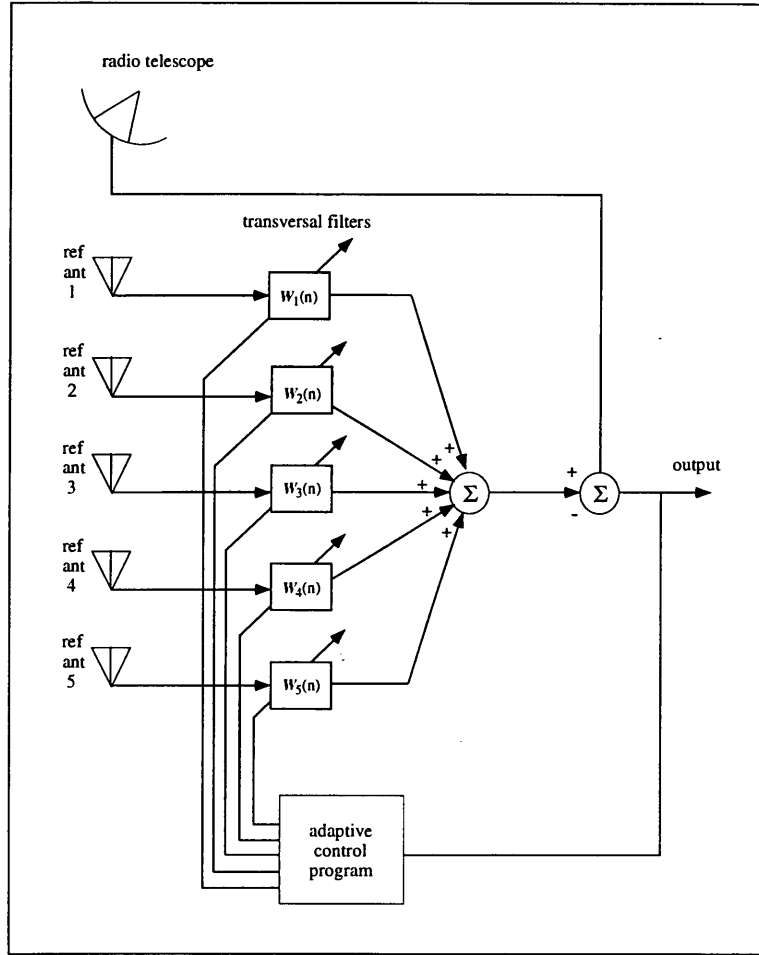 radio telescope
transversal filters
ref
ant
1
W1(n)
ref
ant
2
W2(n)
+
+
ref
ant
3
W3(n)
+
Σ
+
-
Σ
output
+
+
ref
ant
4
W4(n)
ref
ant
5
W5(n)
adaptive
control
program